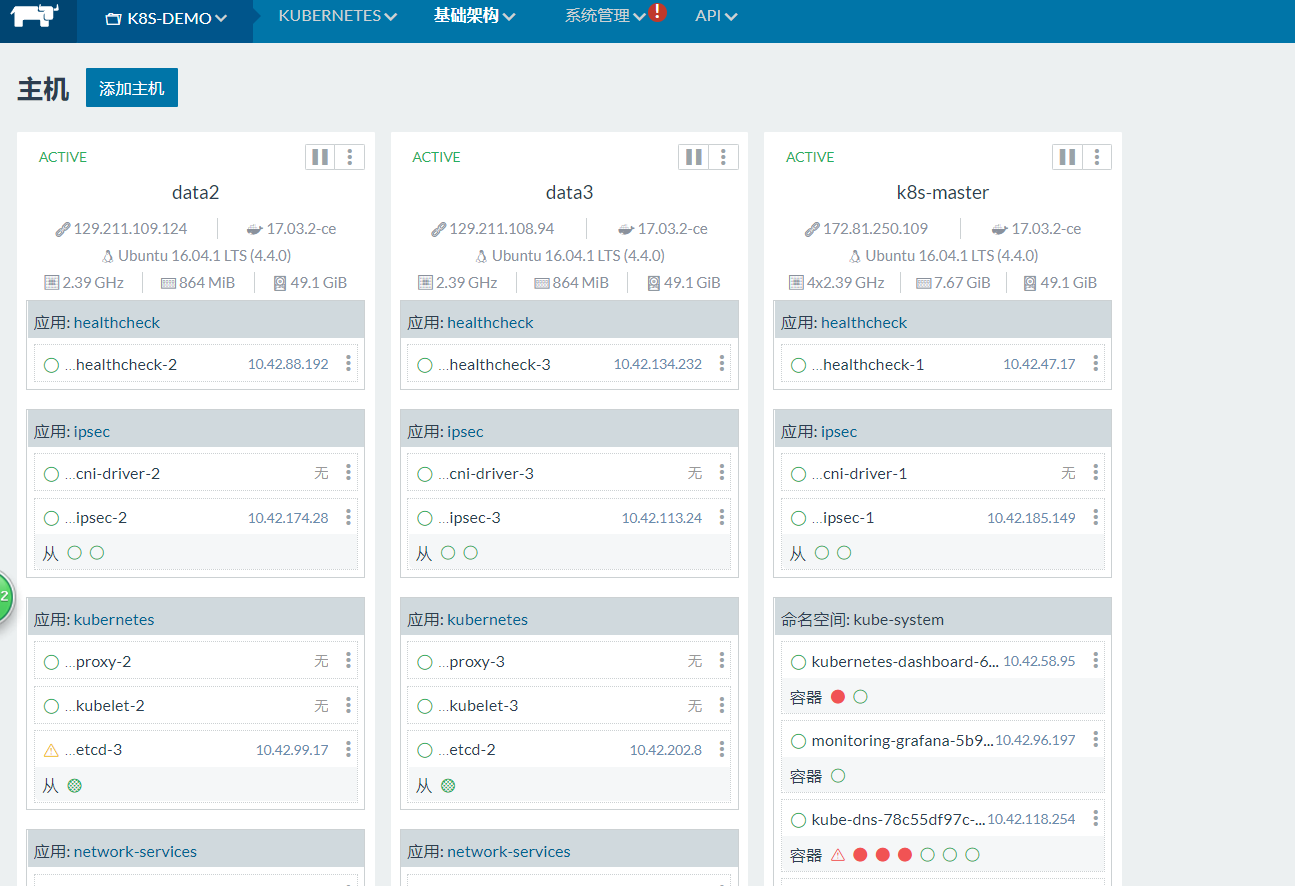 K8S-DEMO KUBERNETES 基础架构 系统管理 ! API
主机 添加主机
ACTIVE
data2
129.211.109.124 17.03.2-ce
Ubuntu 16.04.1 LTS (4.4.0)
2.39 GHz 864 MiB 49.1 GiB
应用: healthcheck
...healthcheck-2 10.42.88.192
应用: ipsec
...cni-driver-2 无
...ipsec-2 10.42.174.28
从
应用: kubernetes
...proxy-2 无
...kubelet-2 无
...etcd-3 10.42.99.17
从
应用: network-services
ACTIVE
data3
129.211.108.94 17.03.2-ce
Ubuntu 16.04.1 LTS (4.4.0)
2.39 GHz 864 MiB 49.1 GiB
应用: healthcheck
...healthcheck-3 10.42.134.232
应用: ipsec
...cni-driver-3 无
...ipsec-3 10.42.113.24
从
应用: kubernetes
...proxy-3 无
...kubelet-3 无
...etcd-2 10.42.202.8
从
应用: network-services
ACTIVE
k8s-master
172.81.250.109 17.03.2-ce
Ubuntu 16.04.1 LTS (4.4.0)
4x2.39 GHz 7.67 GiB 49.1 GiB
应用: healthcheck
...healthcheck-1 10.42.47.17
应用: ipsec
...cni-driver-1 无
...ipsec-1 10.42.185.149
从
命名空间: kube-system
kubernetes-dashboard-6... 10.42.58.95
容器
monitoring-grafana-5b9... 10.42.96.197
容器
kube-dns-78c55df97c-... 10.42.118.254
容器
2